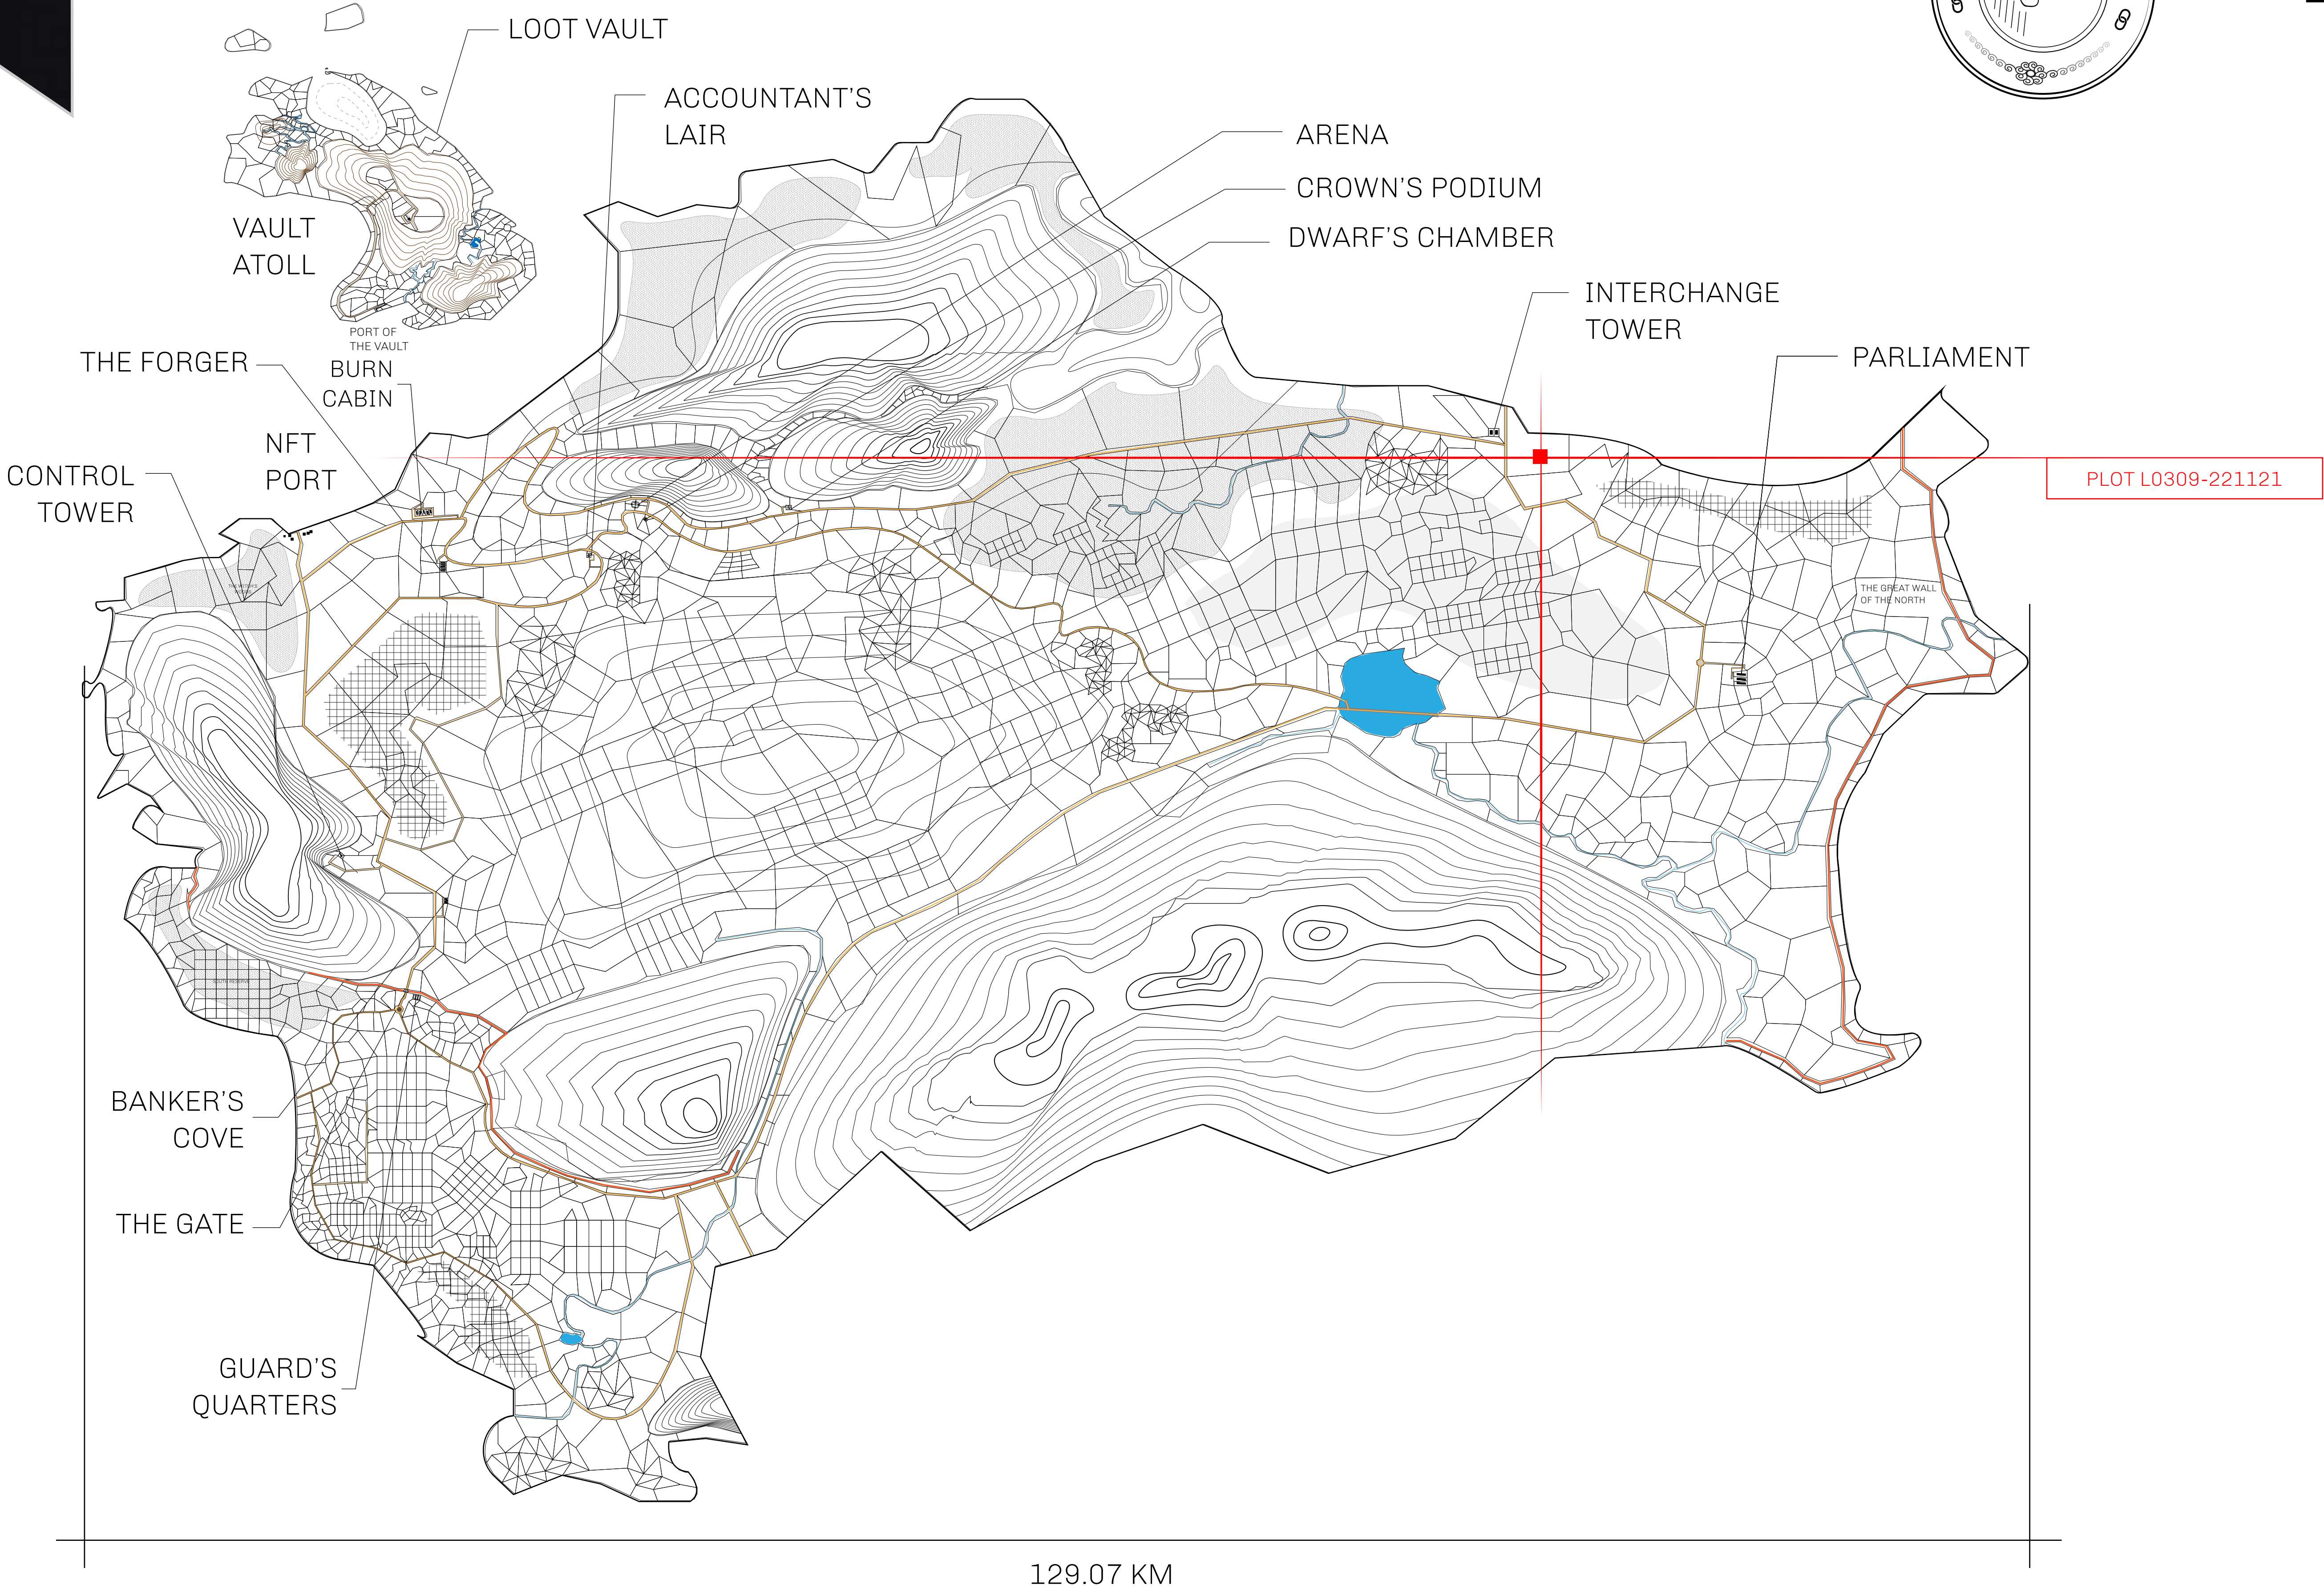 LOOT VAULT
ACCOUNTANT'S
LAIR
ARENA
CROWN'S PODIUM
DWARF'S CHAMBER
VAULT
ATOLL
INTERCHANGE
TOWER
PORT OF
THE VAULT
PARLIAMENT
THE FORGER
BURN
CABIN
NFT
PORT
CONTROL
TOWER
PLOT L0309-221121
THE GREAT WALL
OF THE NORTH
SOUTH RESERVE
BANKER'S
COVE
THE GATE
GUARD'S
QUARTERS
129.07 KM